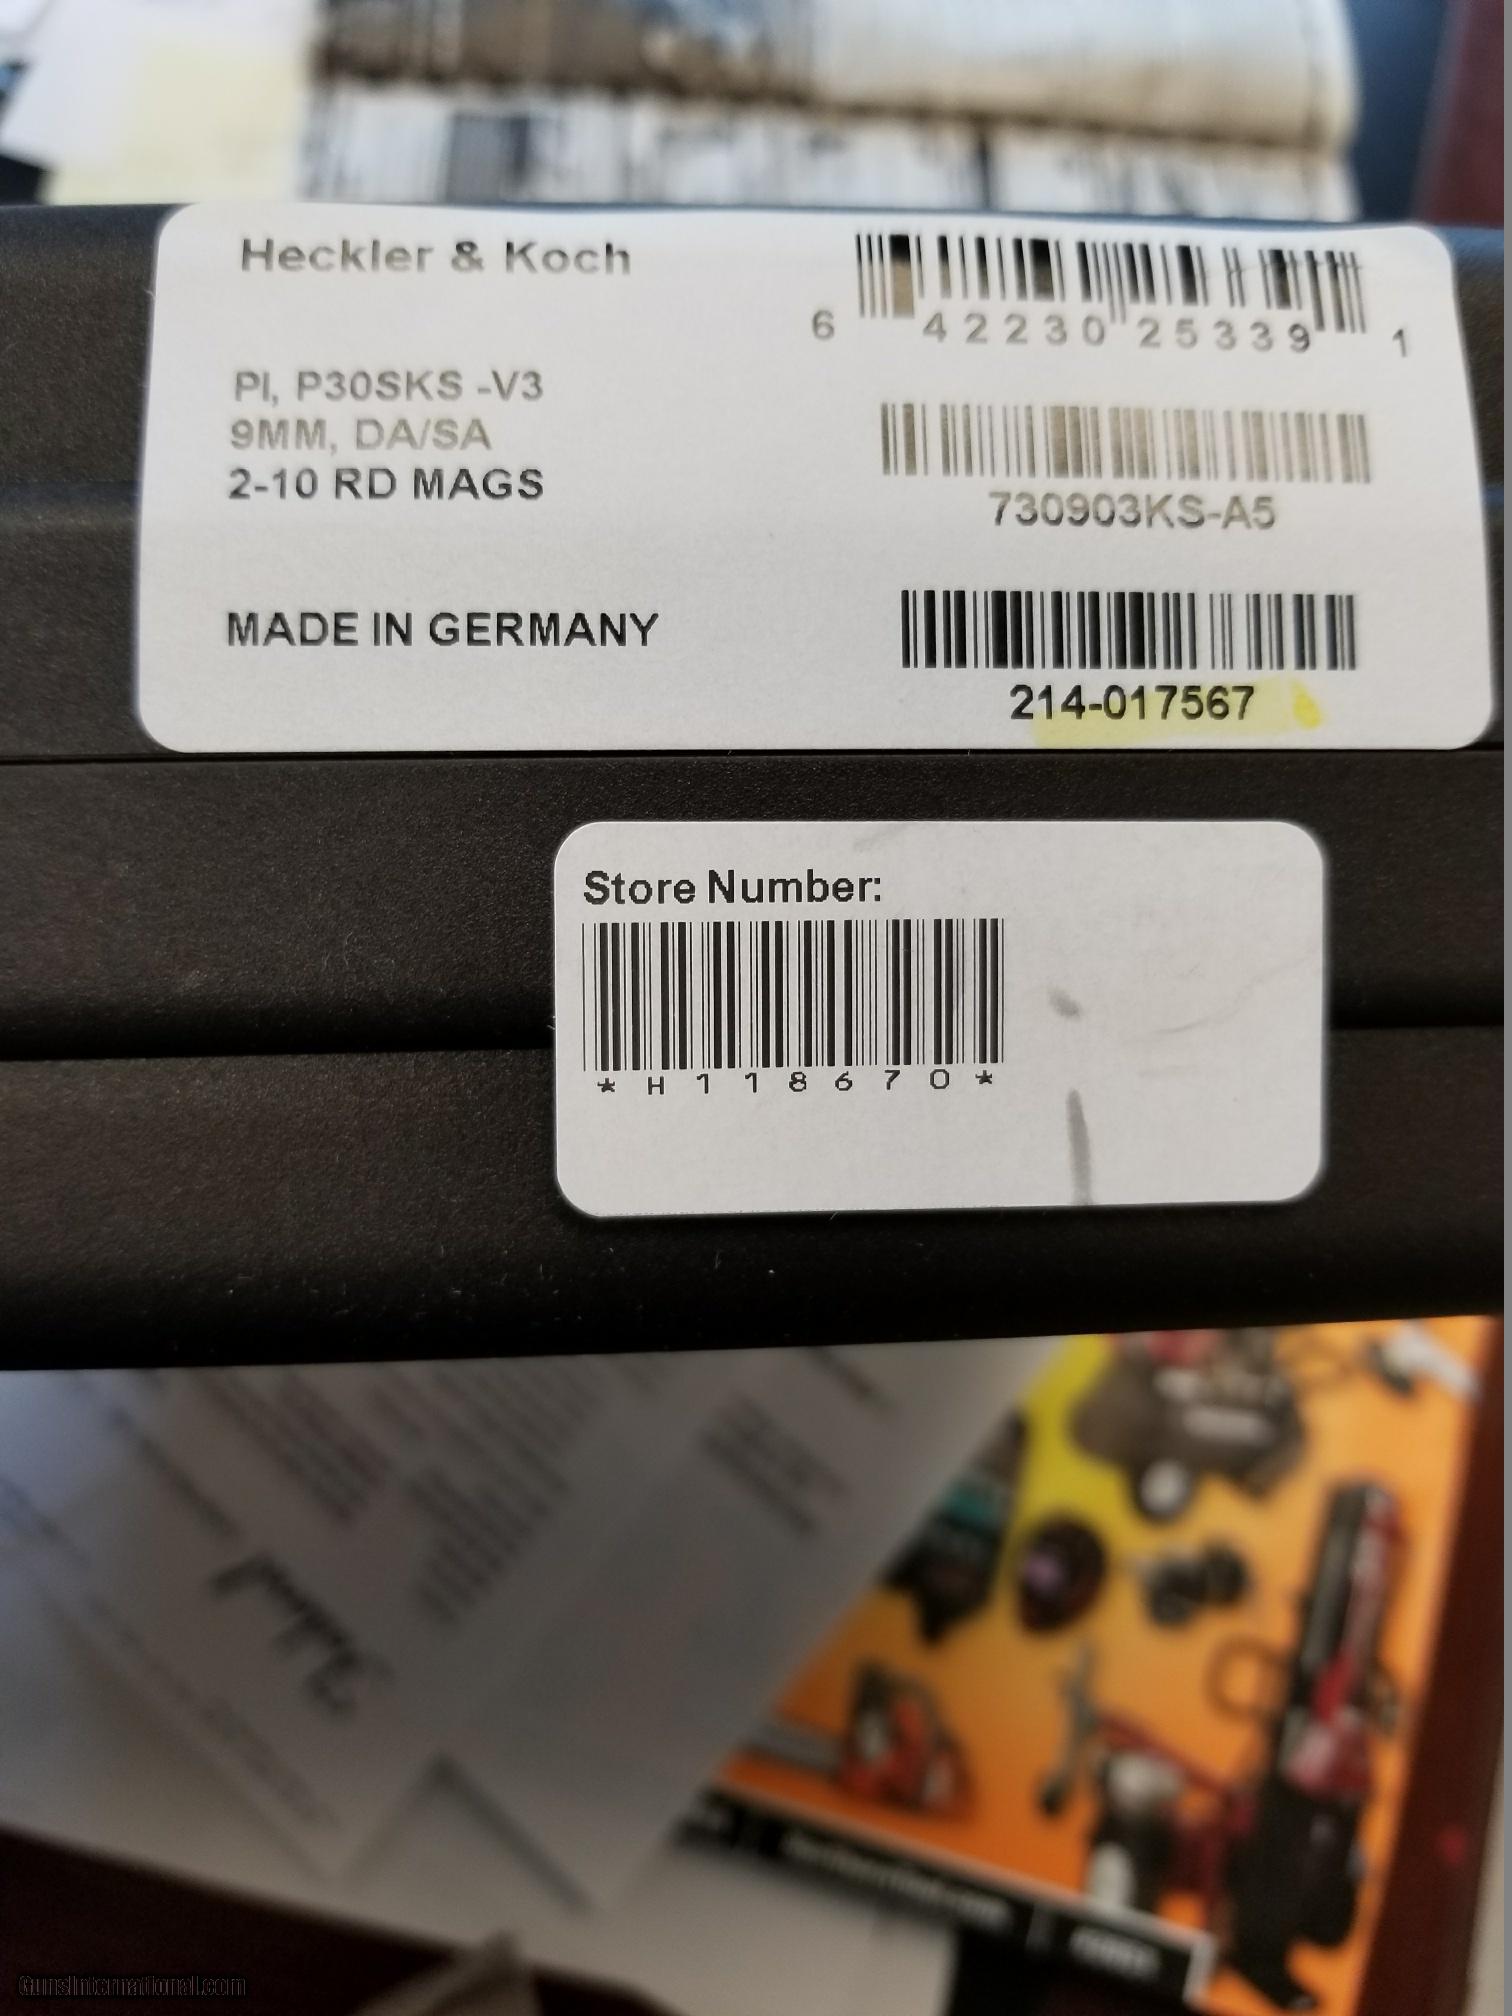 Heckler & Koch
6 42230 25339 1
PI, P30SKS -V3
9MM, DA/SA
2-10 RD MAGS
730903KS-A5
MADE IN GERMANY
214-017567
Store Number:
*H118670*
GunsInternational.com